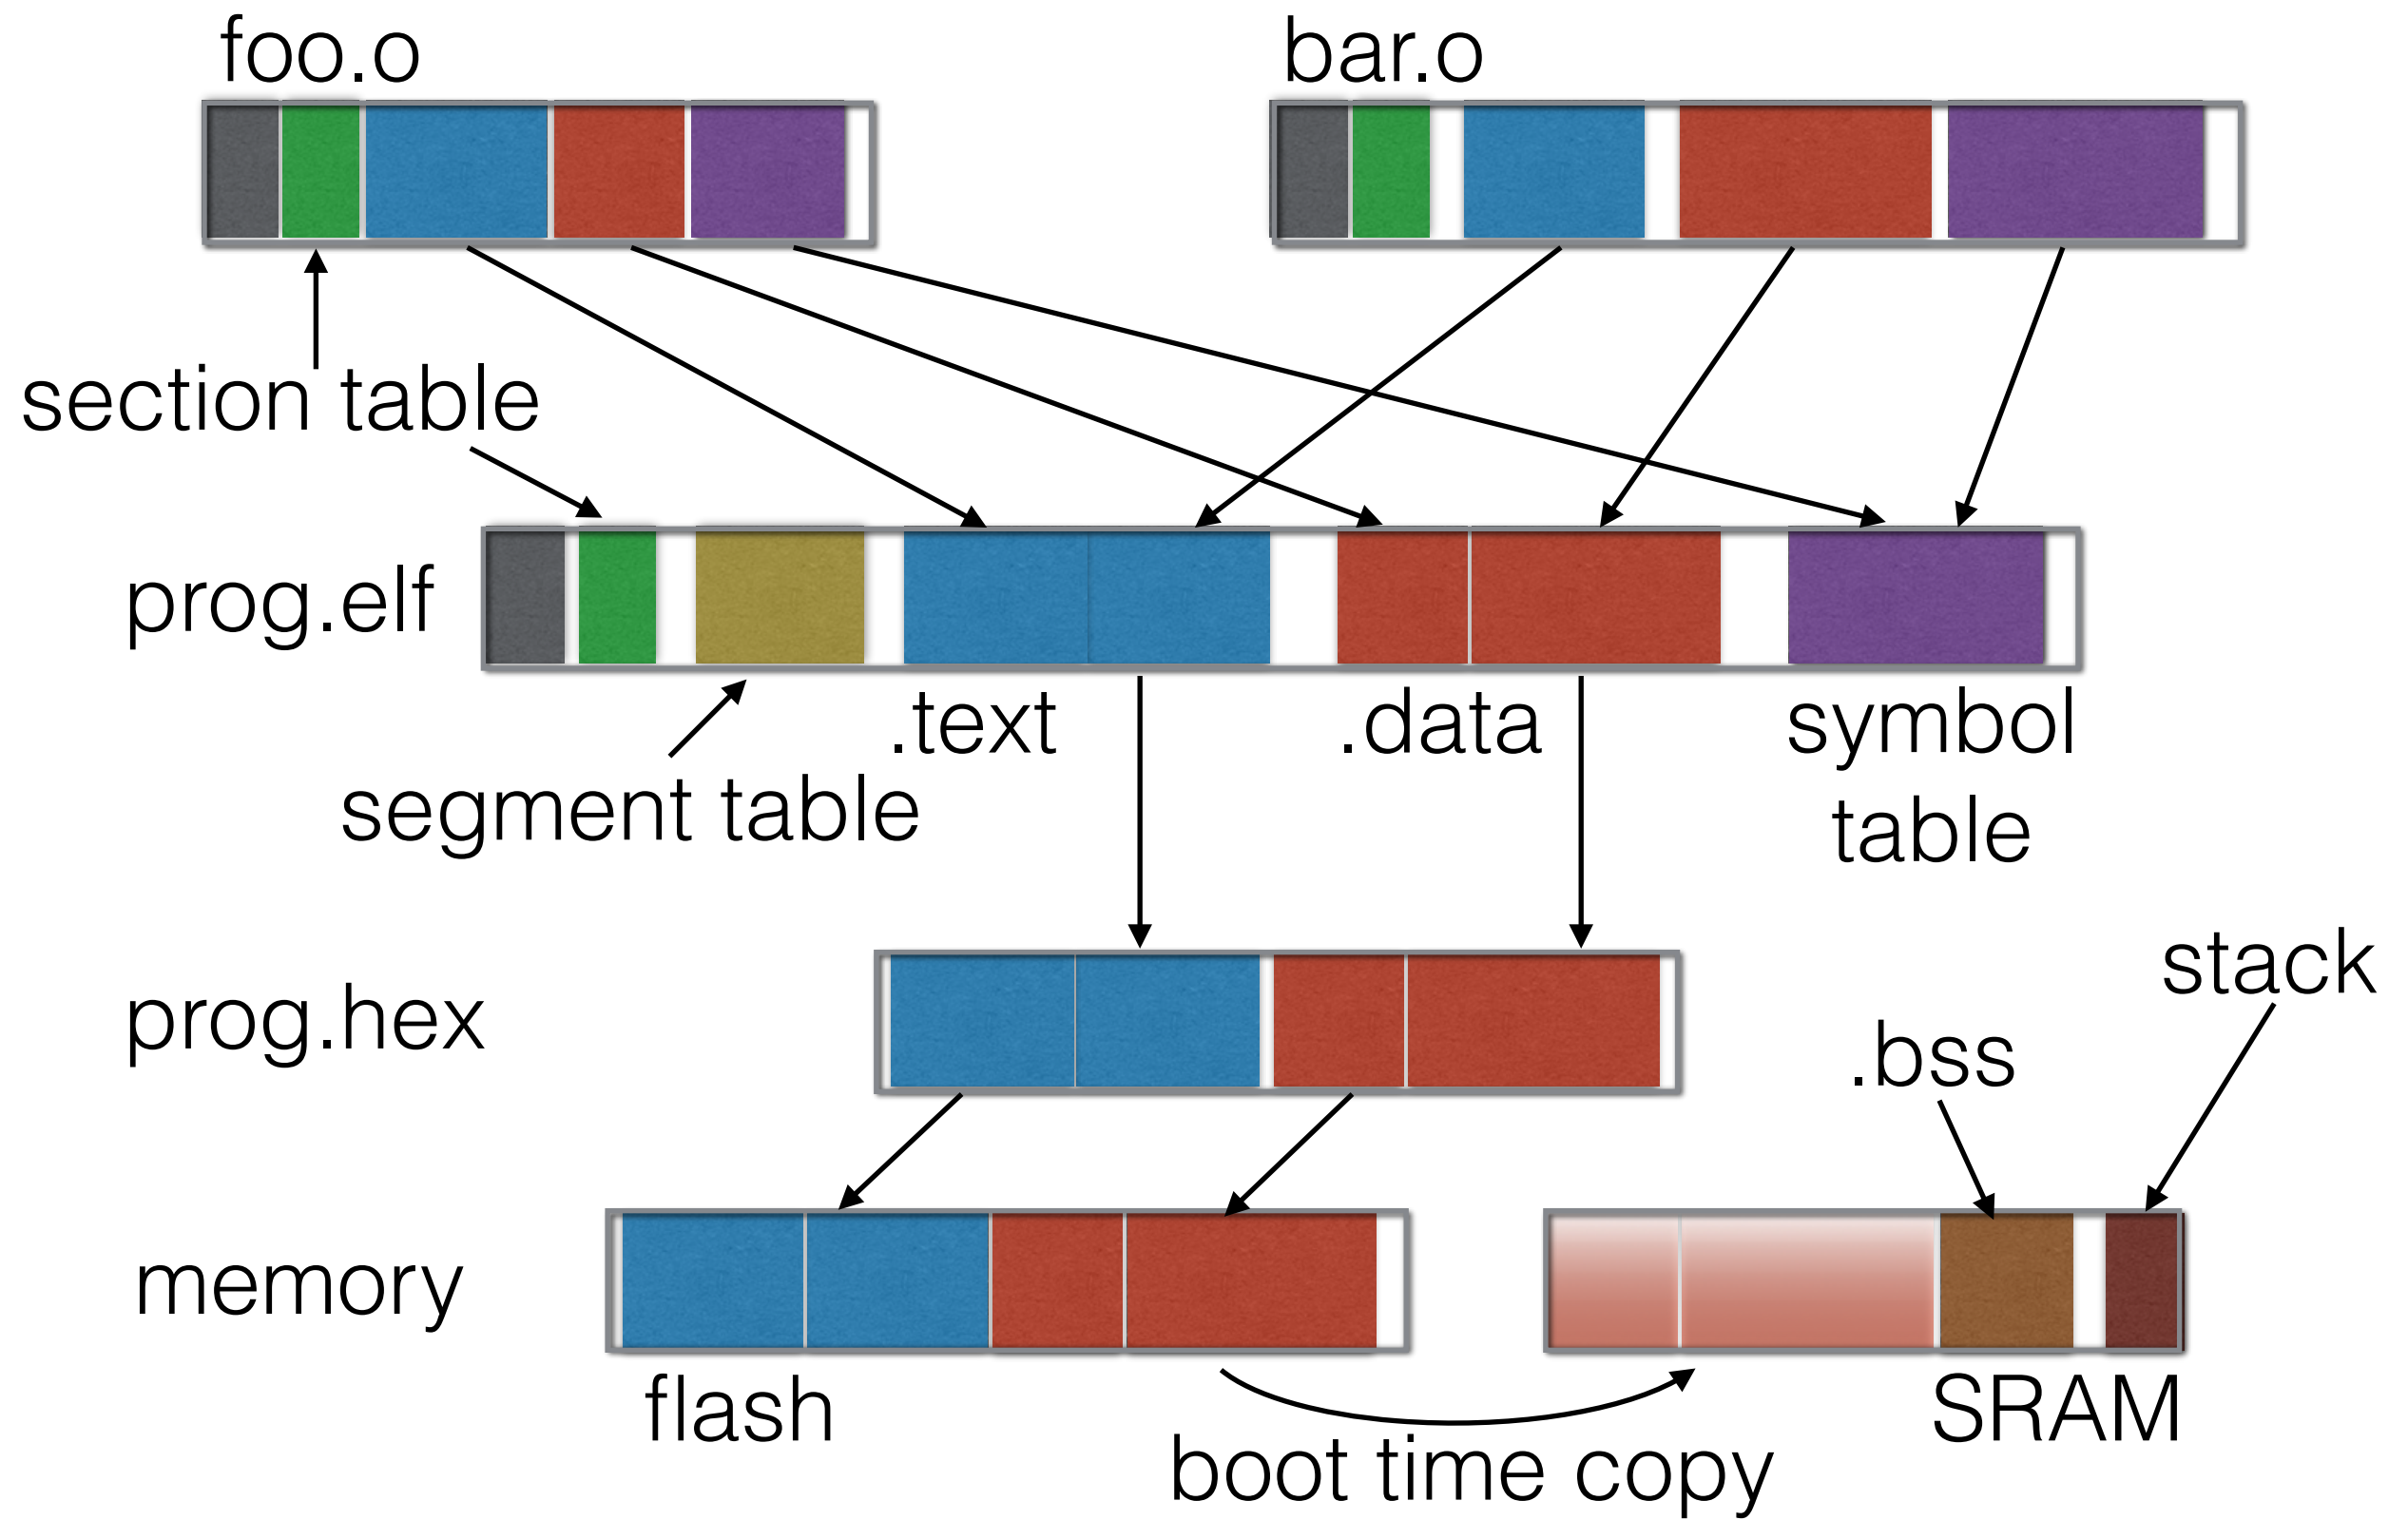 foo.o
bar.o
section table
prog.elf
.text
.data
symbol
table
segment table
prog.hex
stack
.bss
memory
flash
SRAM
boot time copy